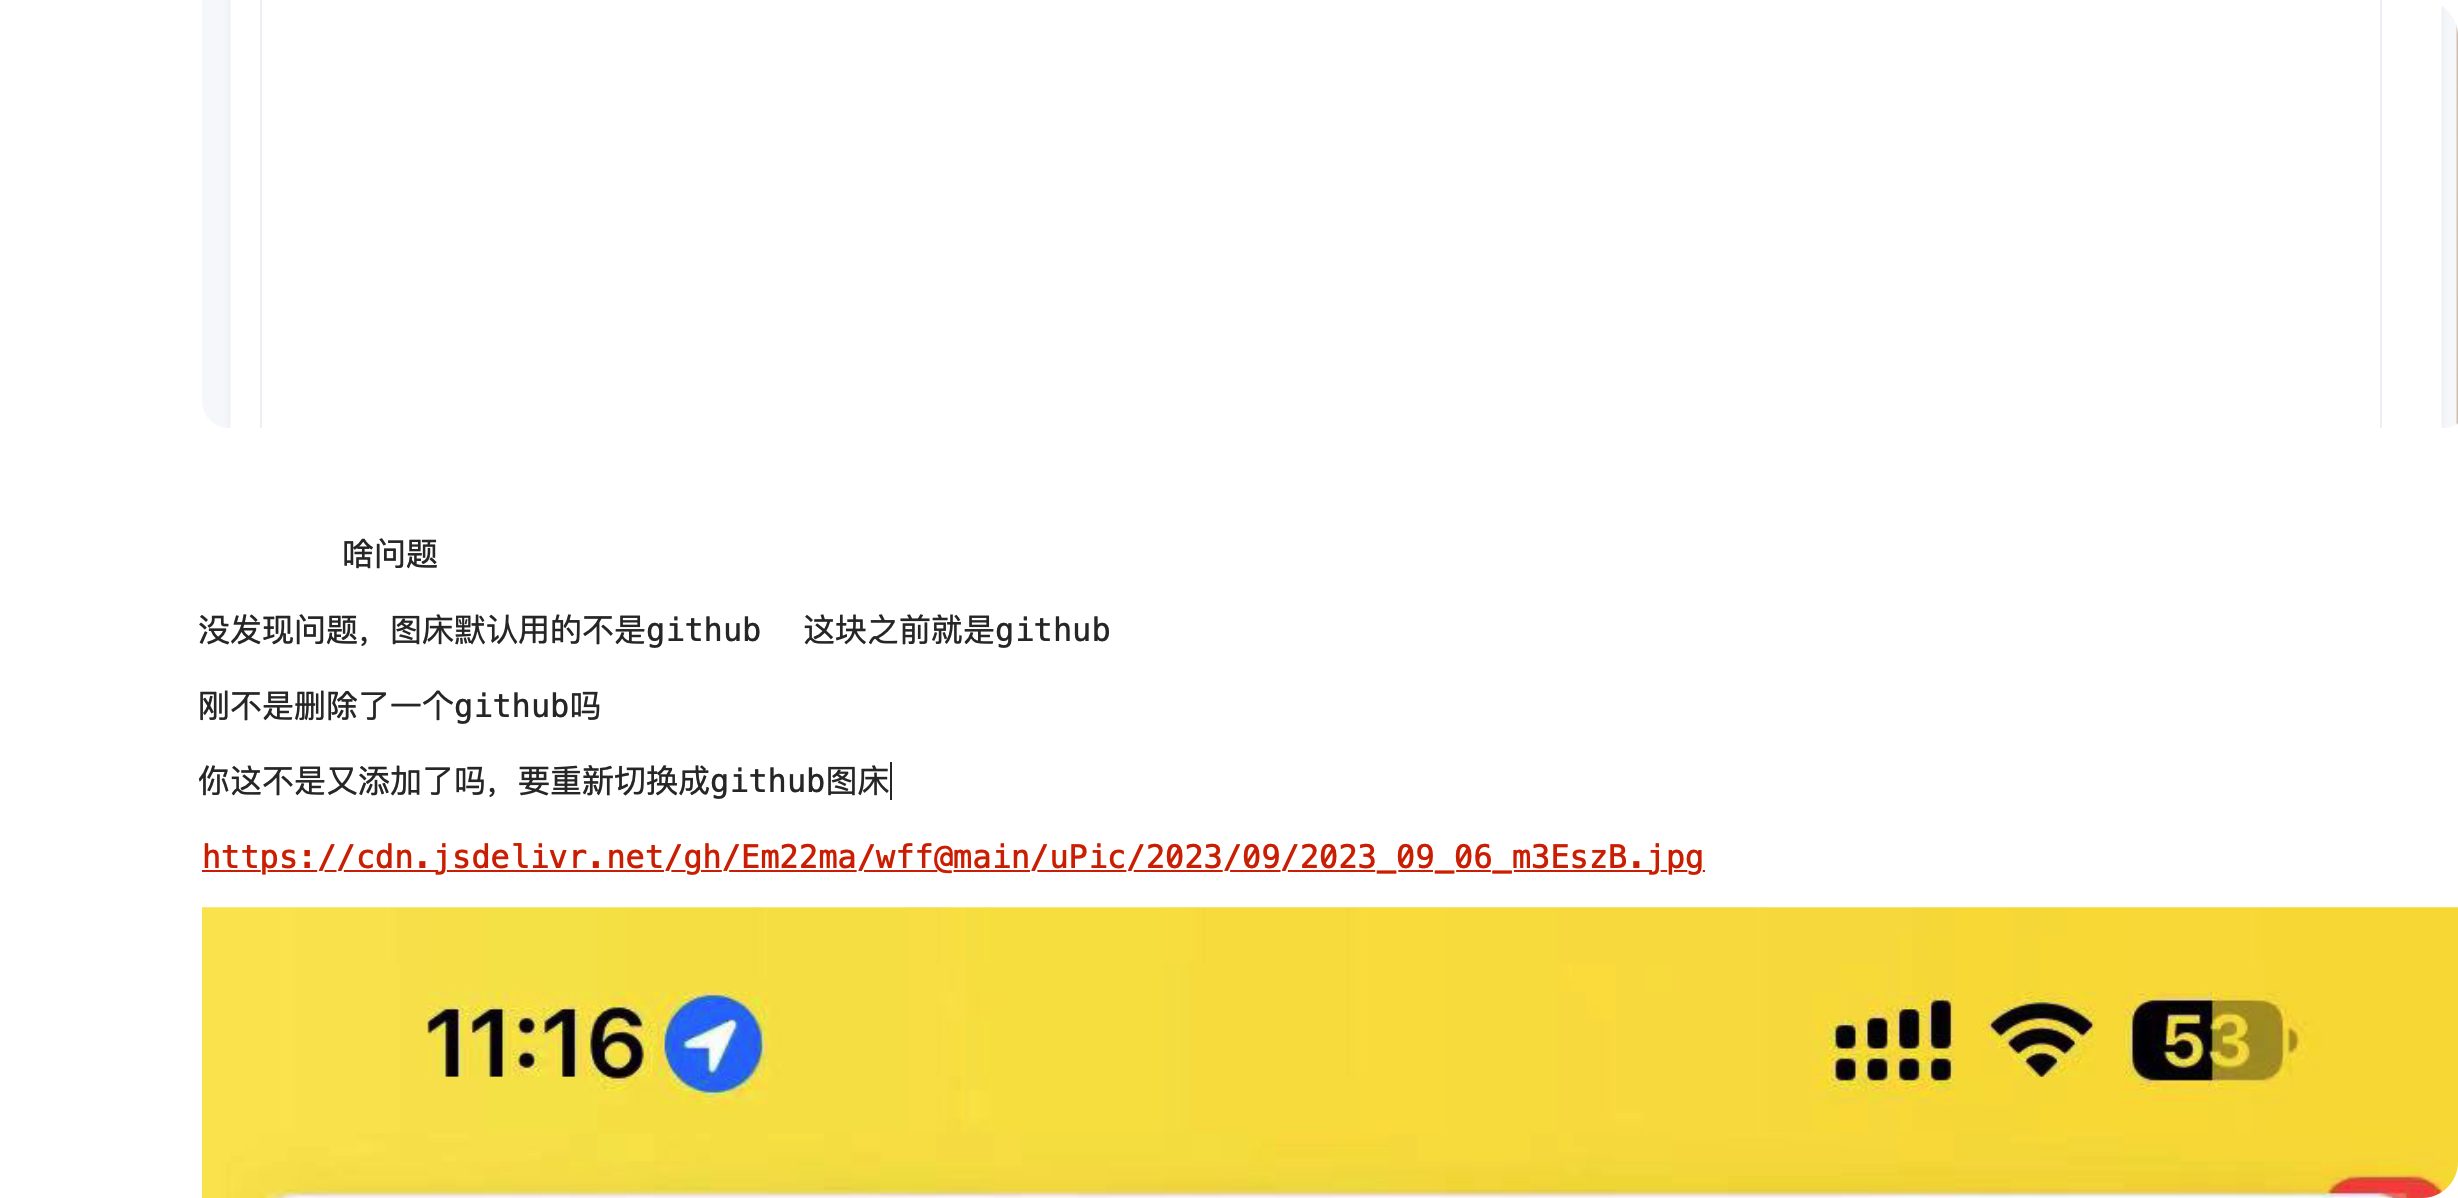 啥问题
没发现问题，图床默认用的不是github  这块之前就是github
刚不是删除了一个github吗
你这不是又添加了吗，要重新切换成github图床
https://cdn.jsdelivr.net/gh/Em22ma/wff@main/uPic/2023/09/2023_09_06_m3EszB.jpg
11:16 53